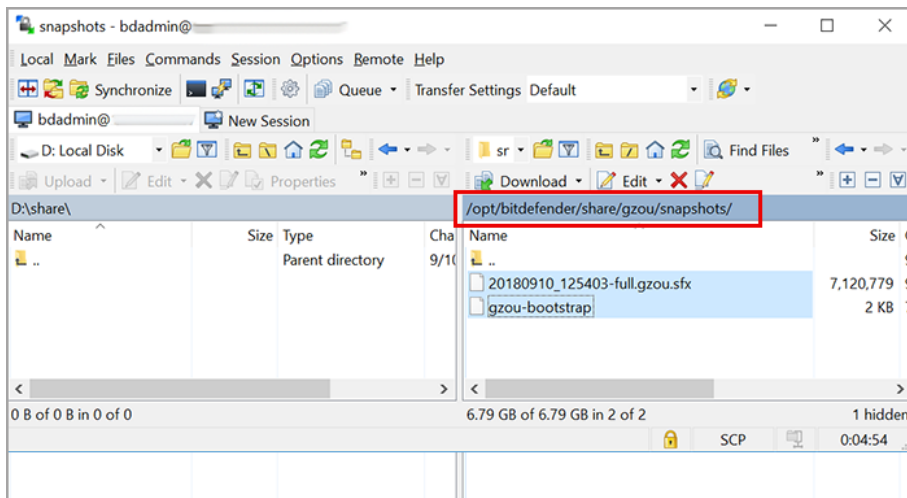 snapshots - bdadmin@
Local Mark Files Commands Session Options Remote Help
Synchronize Queue Transfer Settings Default
bdadmin@ New Session
D: Local Disk sr Find Files »
Upload Edit Properties » Download Edit »
D:\share\ /opt/bitdefender/share/gzou/snapshots/
Name Size Type Cha Name Size
.. Parent directory 9/10 ..
20180910_125403-full.gzou.sfx 7,120,779
gzou-bootstrap 2 KB
0 B of 0 B in 0 of 0 6.79 GB of 6.79 GB in 2 of 2 1 hidden
SCP 0:04:54